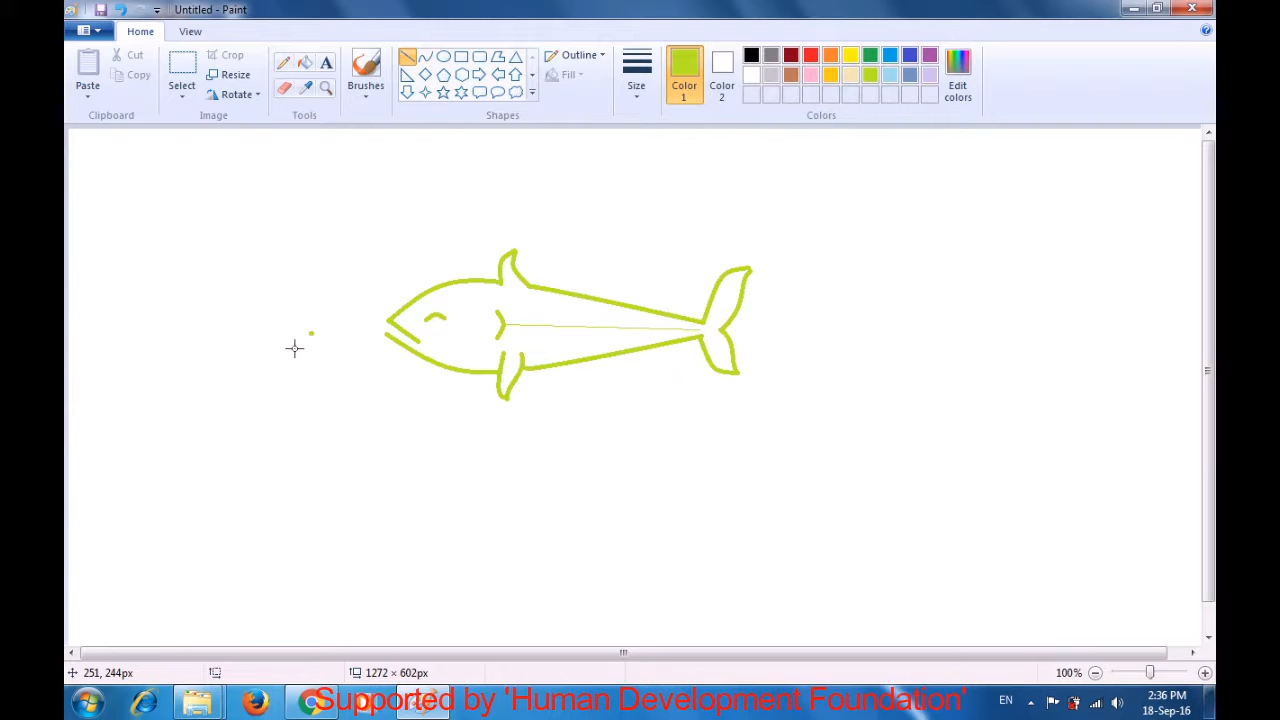 Untitled - Paint
Home View
Paste
Cut
Copy
Clipboard
Select
Crop
Resize
Rotate
Image
A
Tools
Brushes
Outline
Fill
Shapes
Size
Color 1
Color 2
Edit colors
Colors
251, 244px
1272 × 602px
100%
EN
2:36 PM
18-Sep-16
Supported by 'Human Development Foundation'